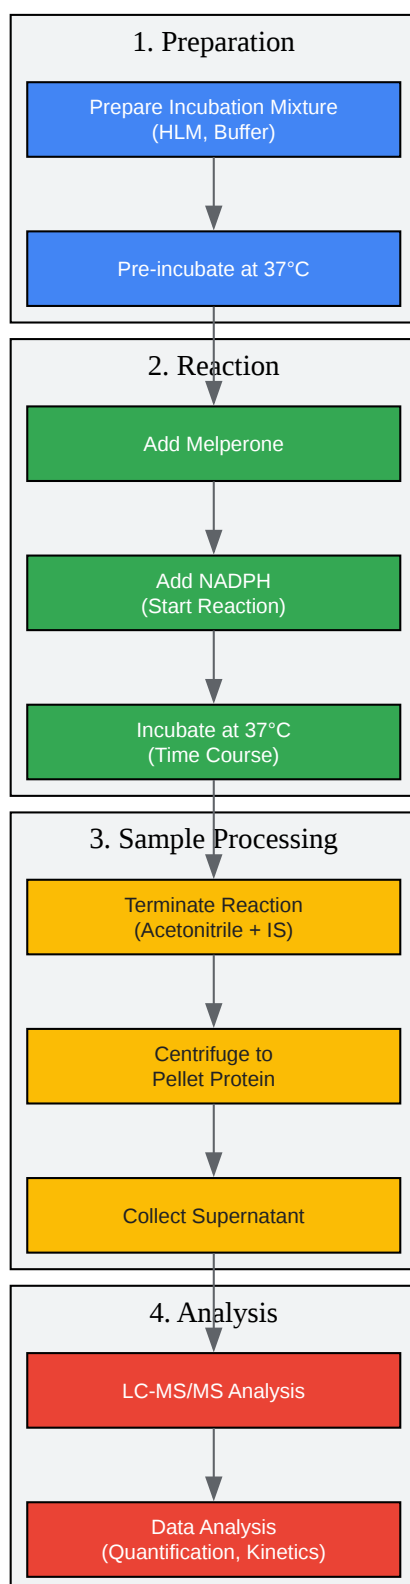 1. Preparation
Prepare Incubation Mixture
(HLM, Buffer)
Pre-incubate at 37°C
2. Reaction
Add Melperone
Add NADPH
(Start Reaction)
Incubate at 37°C
(Time Course)
3. Sample Processing
Terminate Reaction
(Acetonitrile + IS)
Centrifuge to
Pellet Protein
Collect Supernatant
4. Analysis
LC-MS/MS Analysis
Data Analysis
(Quantification, Kinetics)